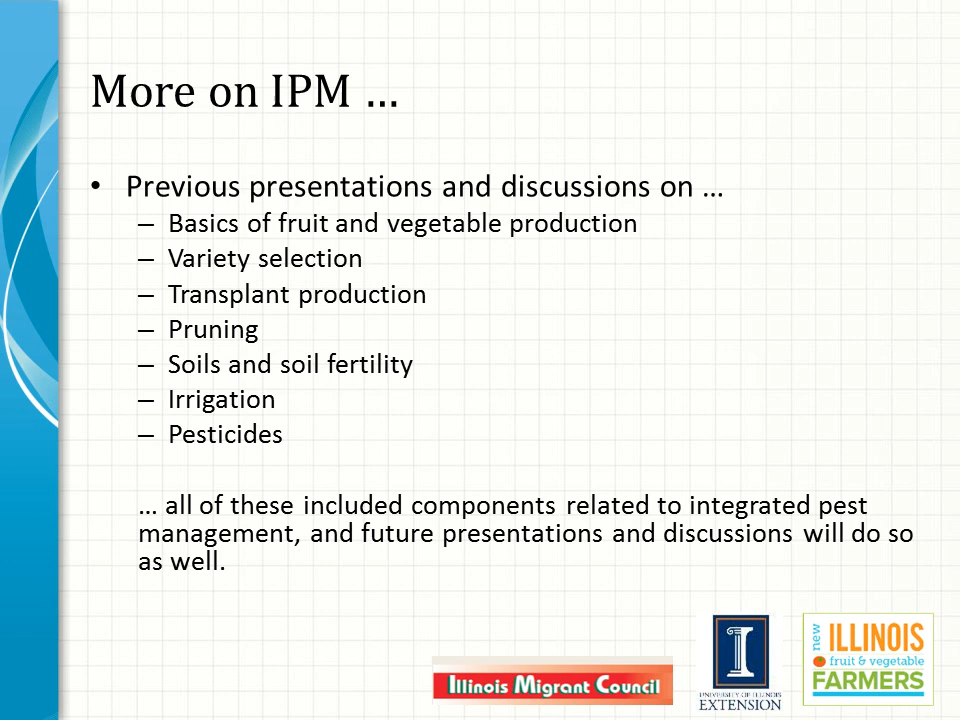 More on IPM …
• Previous presentations and discussions on …
– Basics of fruit and vegetable production
– Variety selection
– Transplant production
– Pruning
– Soils and soil fertility
– Irrigation
– Pesticides
… all of these included components related to integrated pest
management, and future presentations and discussions will do so
as well.
Illinois Migrant Council
I
UNIVERSITY OF ILLINOIS
EXTENSION
new
ILLINOIS
fruit & vegetable
FARMERS